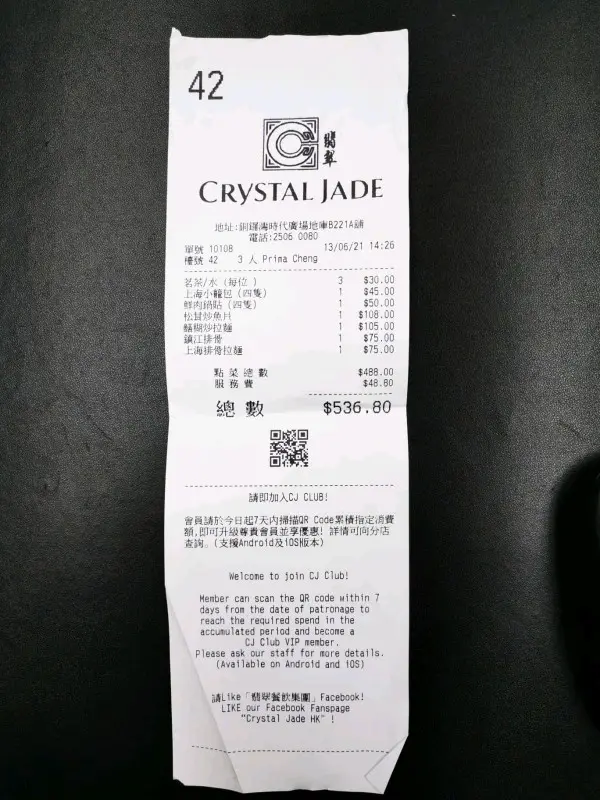 42
翡翠
CRYSTAL JADE
地址:銅鑼灣時代廣場地庫B221A舖
電話:2506 0080
單號 10108 13/06/21 14:26
檯號 42 3 人 Prima Cheng
茗茶/水 (每位) 3 $30.00
上海小籠包 (四隻) 1 $45.00
鮮肉鍋貼 (四隻) 1 $50.00
松茸炒魚片 1 $108.00
鱔糊炒拉麵 1 $105.00
鎮江排骨 1 $75.00
上海排骨拉麵 1 $75.00
點菜總數 $488.00
服務費 $48.80
總數 $536.80
請即加入CJ CLUB!
會員請於今日起7天內掃描QR Code累積指定消費
額,即可升級尊貴會員並享優惠! 詳情可向分店
查詢。(支援Android及iOS版本)
Welcome to join CJ Club!
Member can scan the QR code within 7
days from the date of patronage to
reach the required spend in the
accumulated period and become a
CJ Club VIP member.
Please ask our staff for more details.
(Available on Android and iOS)
請Like「翡翠餐飲集團」Facebook!
LIKE our Facebook Fanspage
"Crystal Jade HK" !